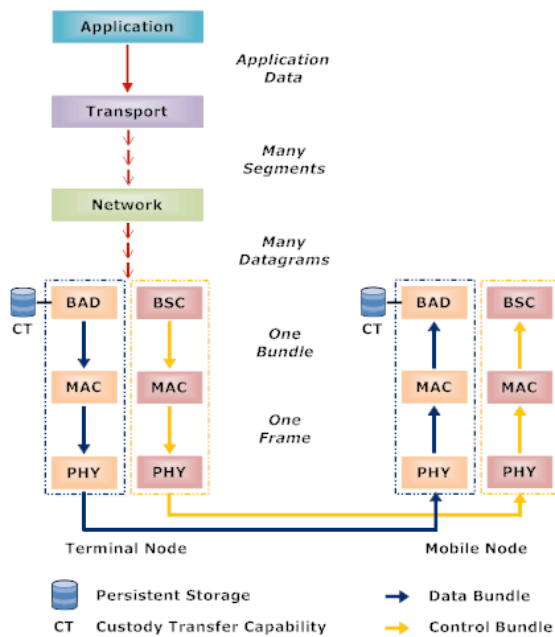 Application
Application
Data
Transport
Many
Segments
Network
Many
Datagrams
BAD
BSC
BAD
BSC
CT
CT
One
Bundle
MAC
MAC
MAC
MAC
One
Frame
PHY
PHY
PHY
PHY
Terminal Node
Mobile Node
Persistent Storage
Data Bundle
CT Custody Transfer Capability
Control Bundle